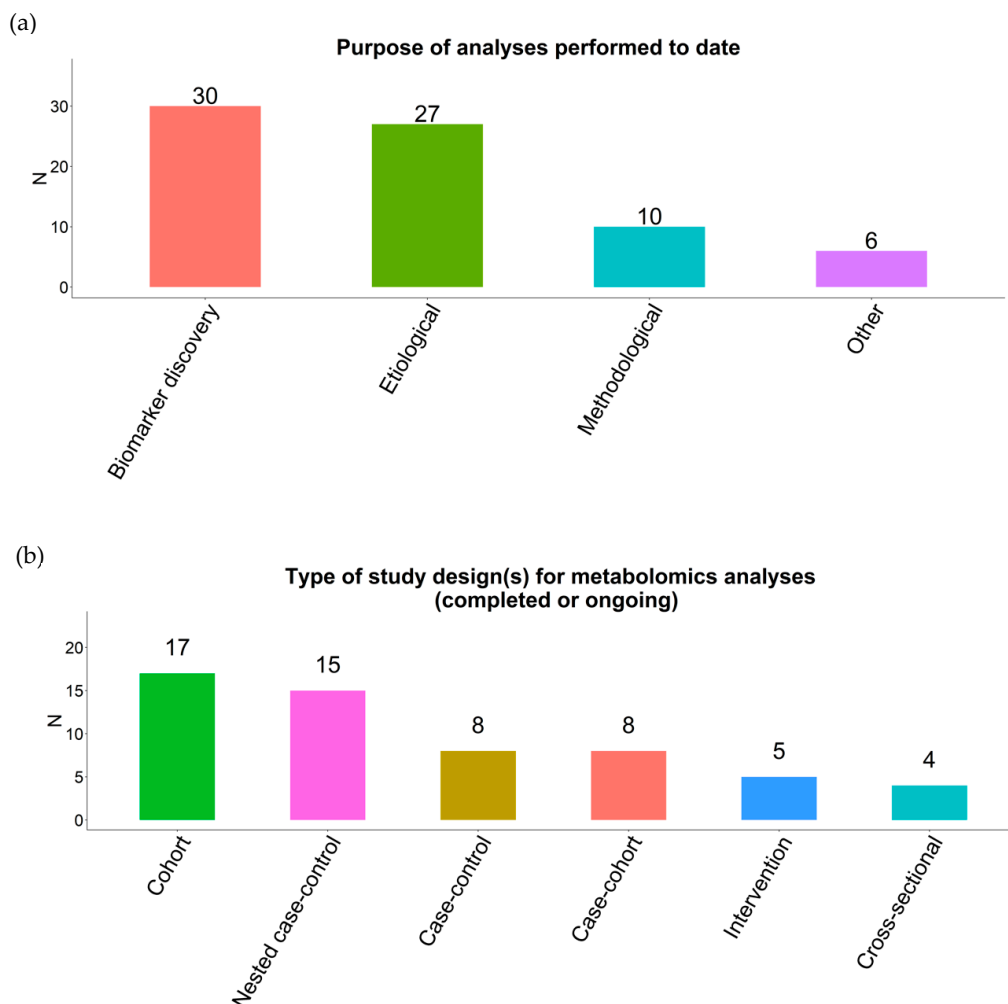 (a)
Purpose of analyses performed to date
N
30
20
10
0
30
27
10
6
Biomarker discovery
Etiological
Methodological
Other
(b)
Type of study design(s) for metabolomics analyses
(completed or ongoing)
N
20
15
10
5
0
17
15
8
8
5
4
Cohort
Nested case-control
Case-control
Case-cohort
Intervention
Cross-sectional